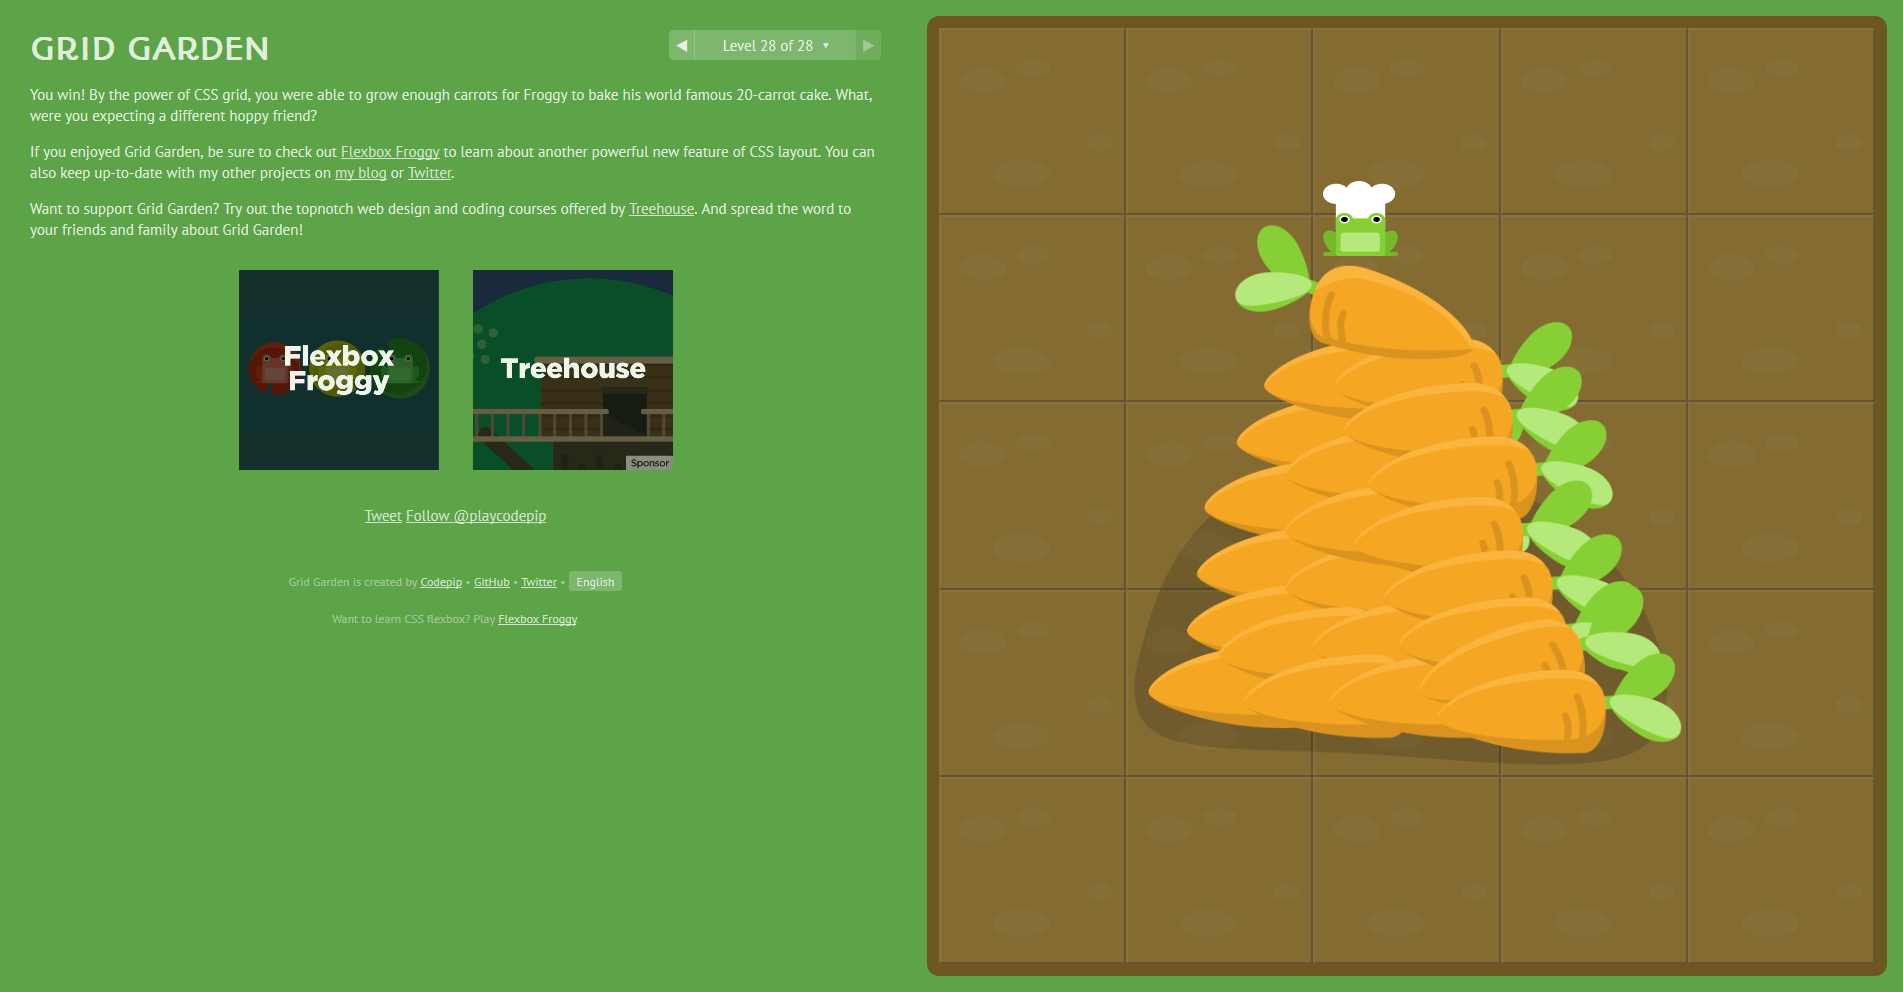 GRID GARDEN
◀ Level 28 of 28 ▼ ▶
You win! By the power of CSS grid, you were able to grow enough carrots for Froggy to bake his world famous 20-carrot cake. What,
were you expecting a different hoppy friend?
If you enjoyed Grid Garden, be sure to check out Flexbox Froggy to learn about another powerful new feature of CSS layout. You can
also keep up-to-date with my other projects on my blog or Twitter.
Want to support Grid Garden? Try out the topnotch web design and coding courses offered by Treehouse. And spread the word to
your friends and family about Grid Garden!
Flexbox
Froggy
Treehouse
Sponsor
Tweet Follow @playcodepip
Grid Garden is created by Codepip • GitHub • Twitter • English
Want to learn CSS flexbox? Play Flexbox Froggy.